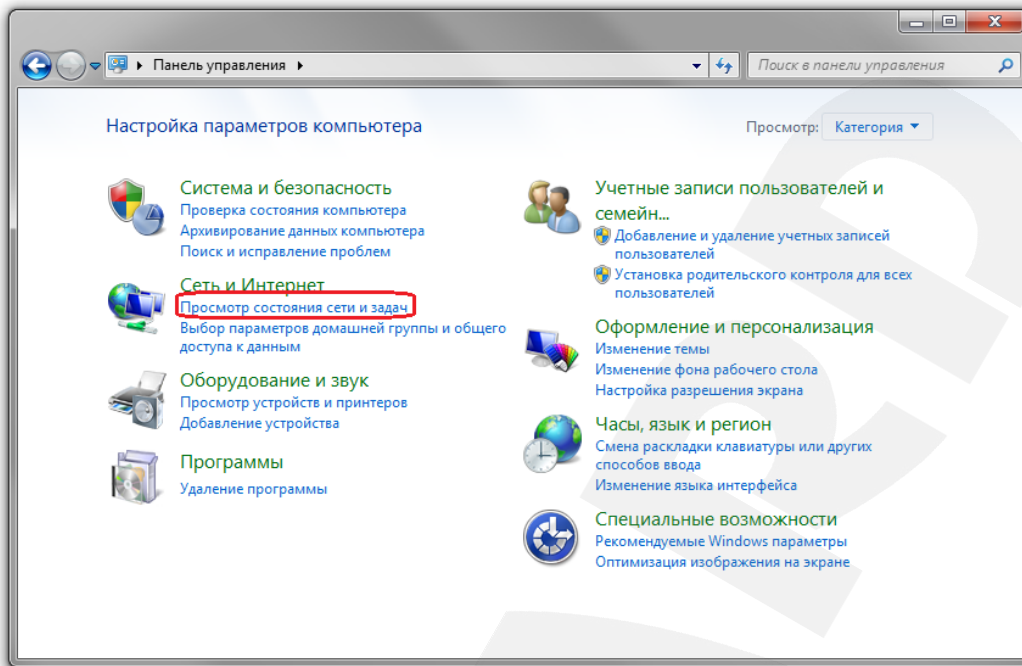 Панель управления
Поиск в панели управления
Настройка параметров компьютера
Просмотр: Категория
Система и безопасность
Проверка состояния компьютера
Архивирование данных компьютера
Поиск и исправление проблем
Сеть и Интернет
Просмотр состояния сети и задач
Выбор параметров домашней группы и общего
доступа к данным
Оборудование и звук
Просмотр устройств и принтеров
Добавление устройства
Программы
Удаление программы
Учетные записи пользователей и
семейн...
Добавление и удаление учетных записей
пользователей
Установка родительского контроля для всех
пользователей
Оформление и персонализация
Изменение темы
Изменение фона рабочего стола
Настройка разрешения экрана
Часы, язык и регион
Смена раскладки клавиатуры или других
способов ввода
Изменение языка интерфейса
Специальные возможности
Рекомендуемые Windows параметры
Оптимизация изображения на экране